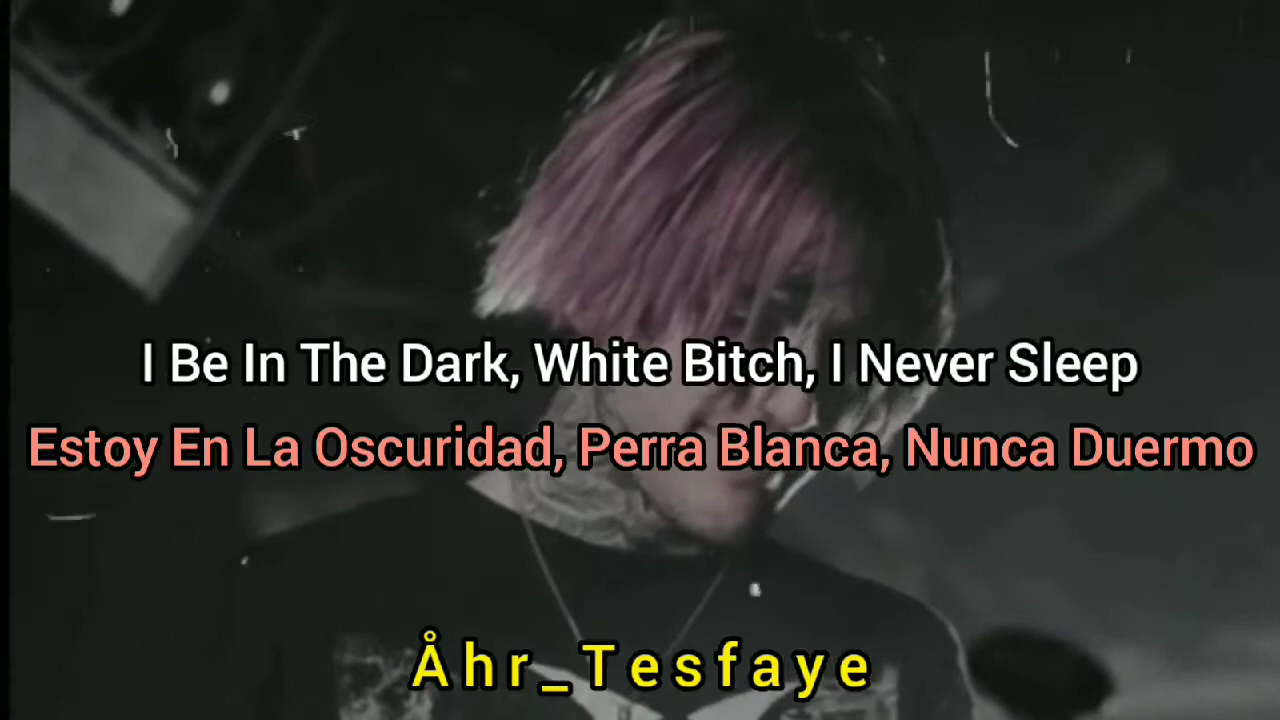 I Be In The Dark, White Bitch, I Never Sleep
Estoy En La Oscuridad, Perra Blanca, Nunca Duermo
Åhr_Tesfaye